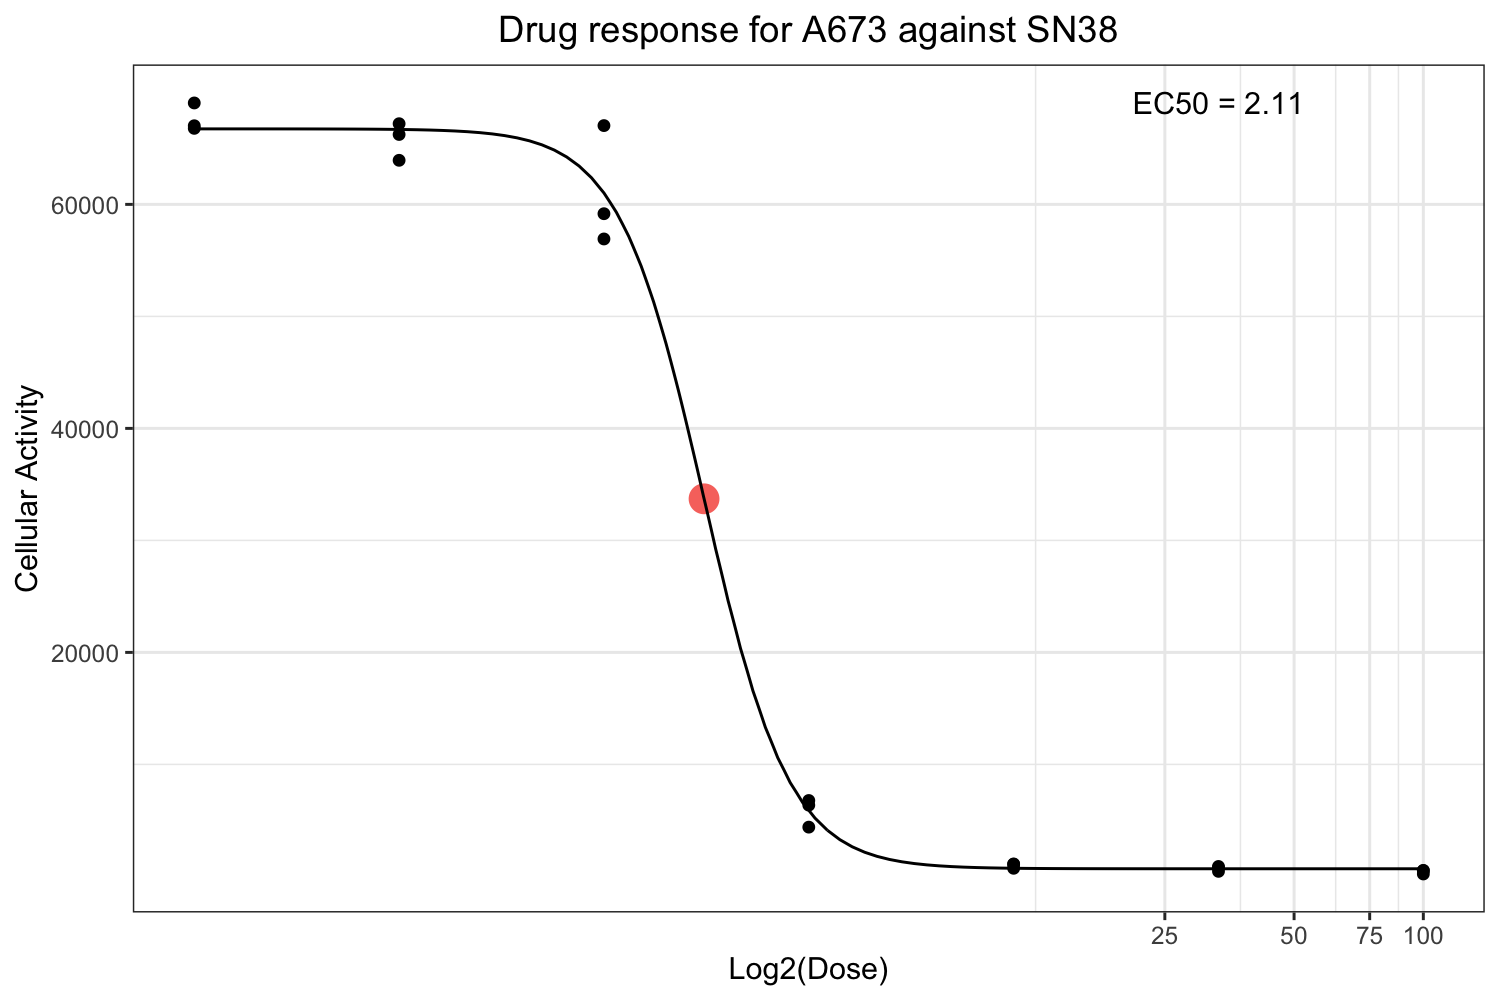 Drug response for A673 against SN38
EC50 = 2.11
Cellular Activity
60000
40000
20000
25 50 75 100
Log2(Dose)